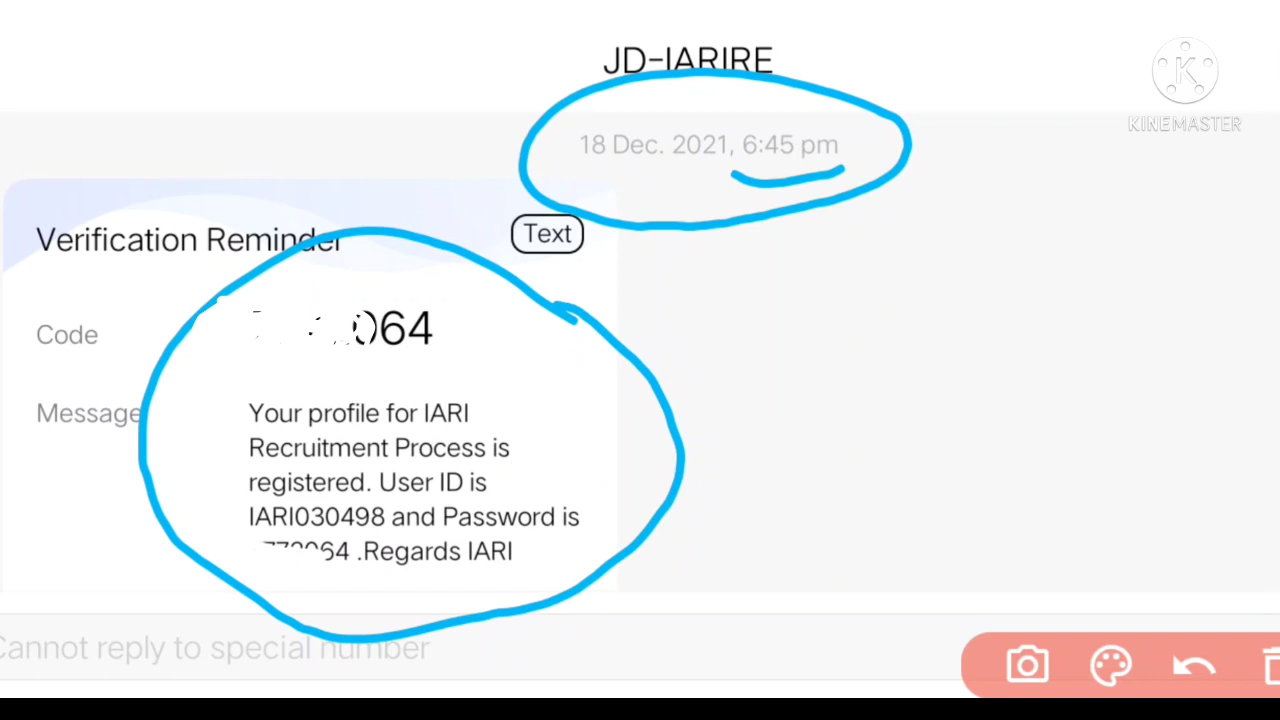 JD-IARIRE
KINEMASTER
18 Dec. 2021, 6:45 pm
Verification Reminder
Text
Code
064
Message
Your profile for IARI
Recruitment Process is
registered. User ID is
IARI030498 and Password is
.Regards IARI
Cannot reply to special number